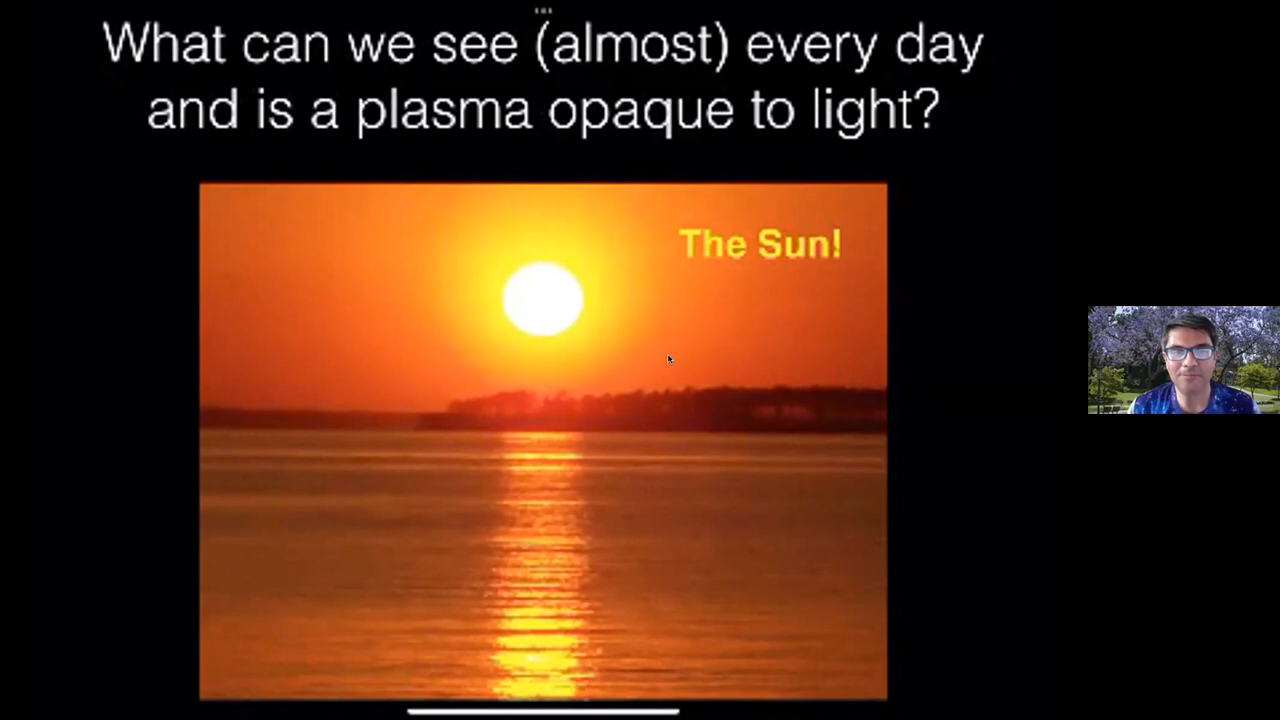 What can we see (almost) every day
and is a plasma opaque to light?
The Sun!